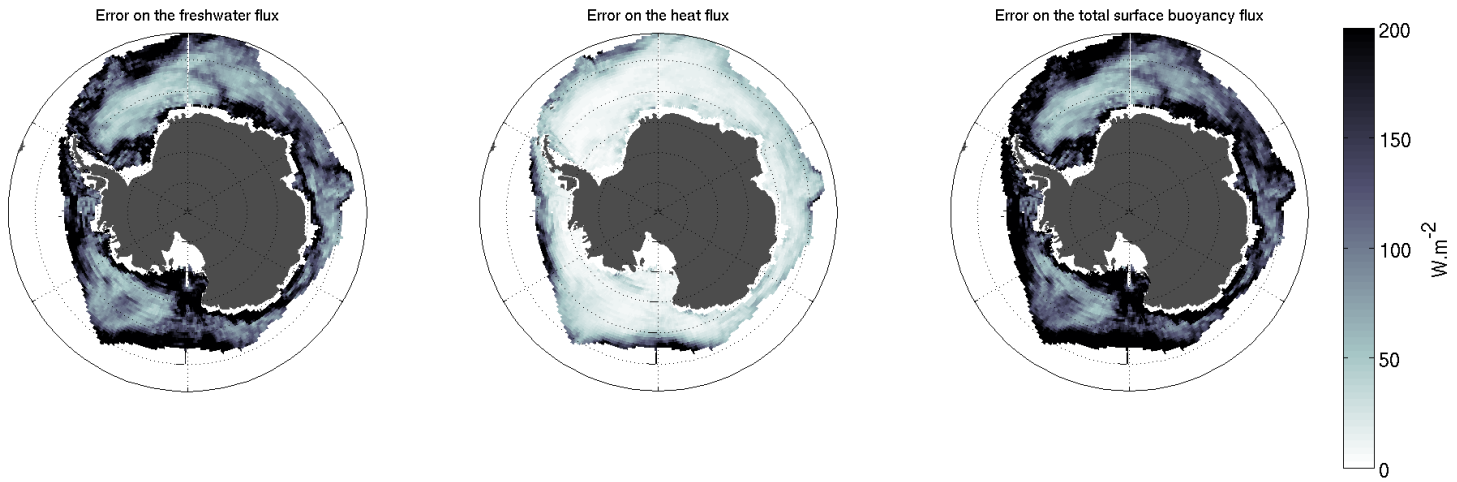 Error on the freshwater flux
Error on the heat flux
Error on the total surface buoyancy flux
200
150
100
50
0
W.m-2